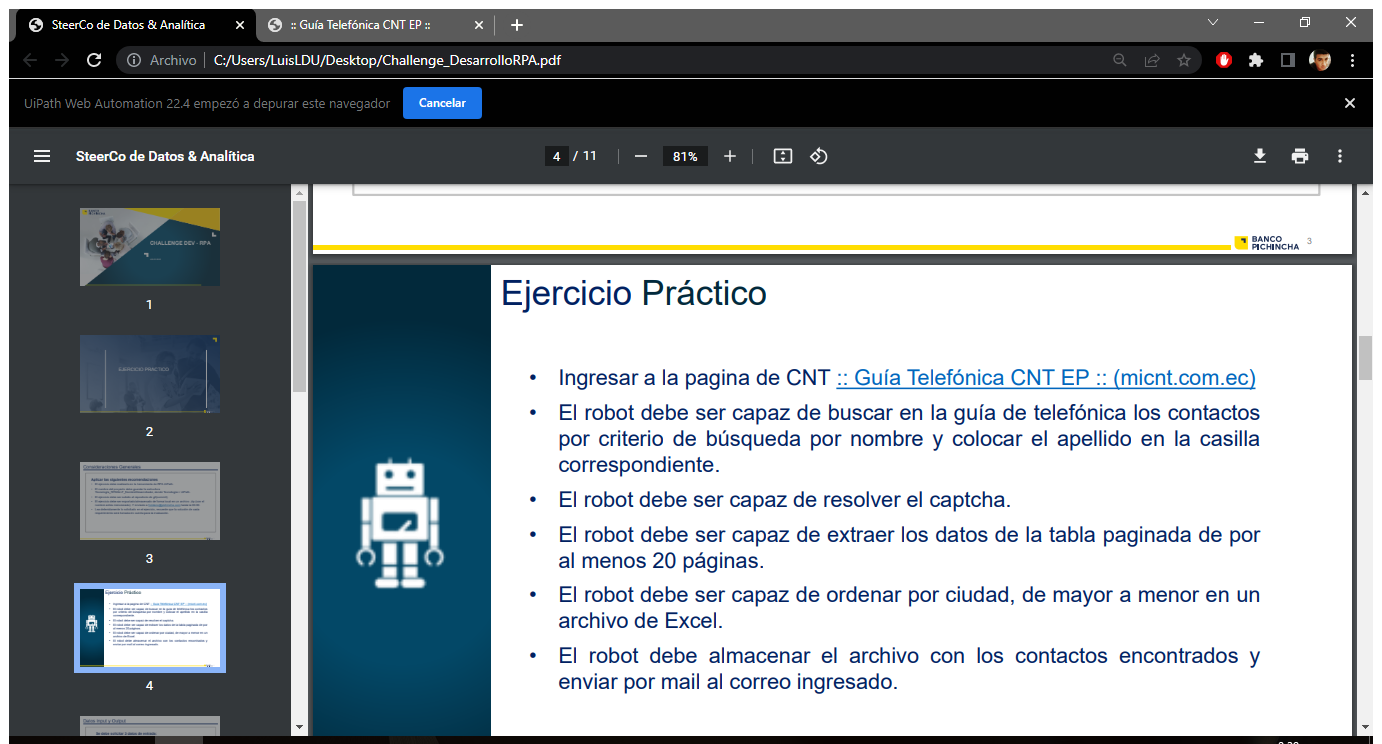 SteerCo de Datos & Analítica
:: Guía Telefónica CNT EP ::
Archivo | C:/Users/LuisLDU/Desktop/Challenge_DesarrolloRPA.pdf
UiPath Web Automation 22.4 empezó a depurar este navegador
Cancelar
SteerCo de Datos & Analítica
4 / 11
81%
CHALLENGE DEV - RPA
1
EJERCICIO PRÁCTICO
2
Consideraciones Generales
3
Ejercicio Práctico
4
BANCO
PICHINCHA
3
Ejercicio Práctico
• Ingresar a la pagina de CNT :: Guía Telefónica CNT EP :: (micnt.com.ec)
• El robot debe ser capaz de buscar en la guía de telefónica los contactos
por criterio de búsqueda por nombre y colocar el apellido en la casilla
correspondiente.
• El robot debe ser capaz de resolver el captcha.
• El robot debe ser capaz de extraer los datos de la tabla paginada de por
al menos 20 páginas.
• El robot debe ser capaz de ordenar por ciudad, de mayor a menor en un
archivo de Excel.
• El robot debe almacenar el archivo con los contactos encontrados y
enviar por mail al correo ingresado.